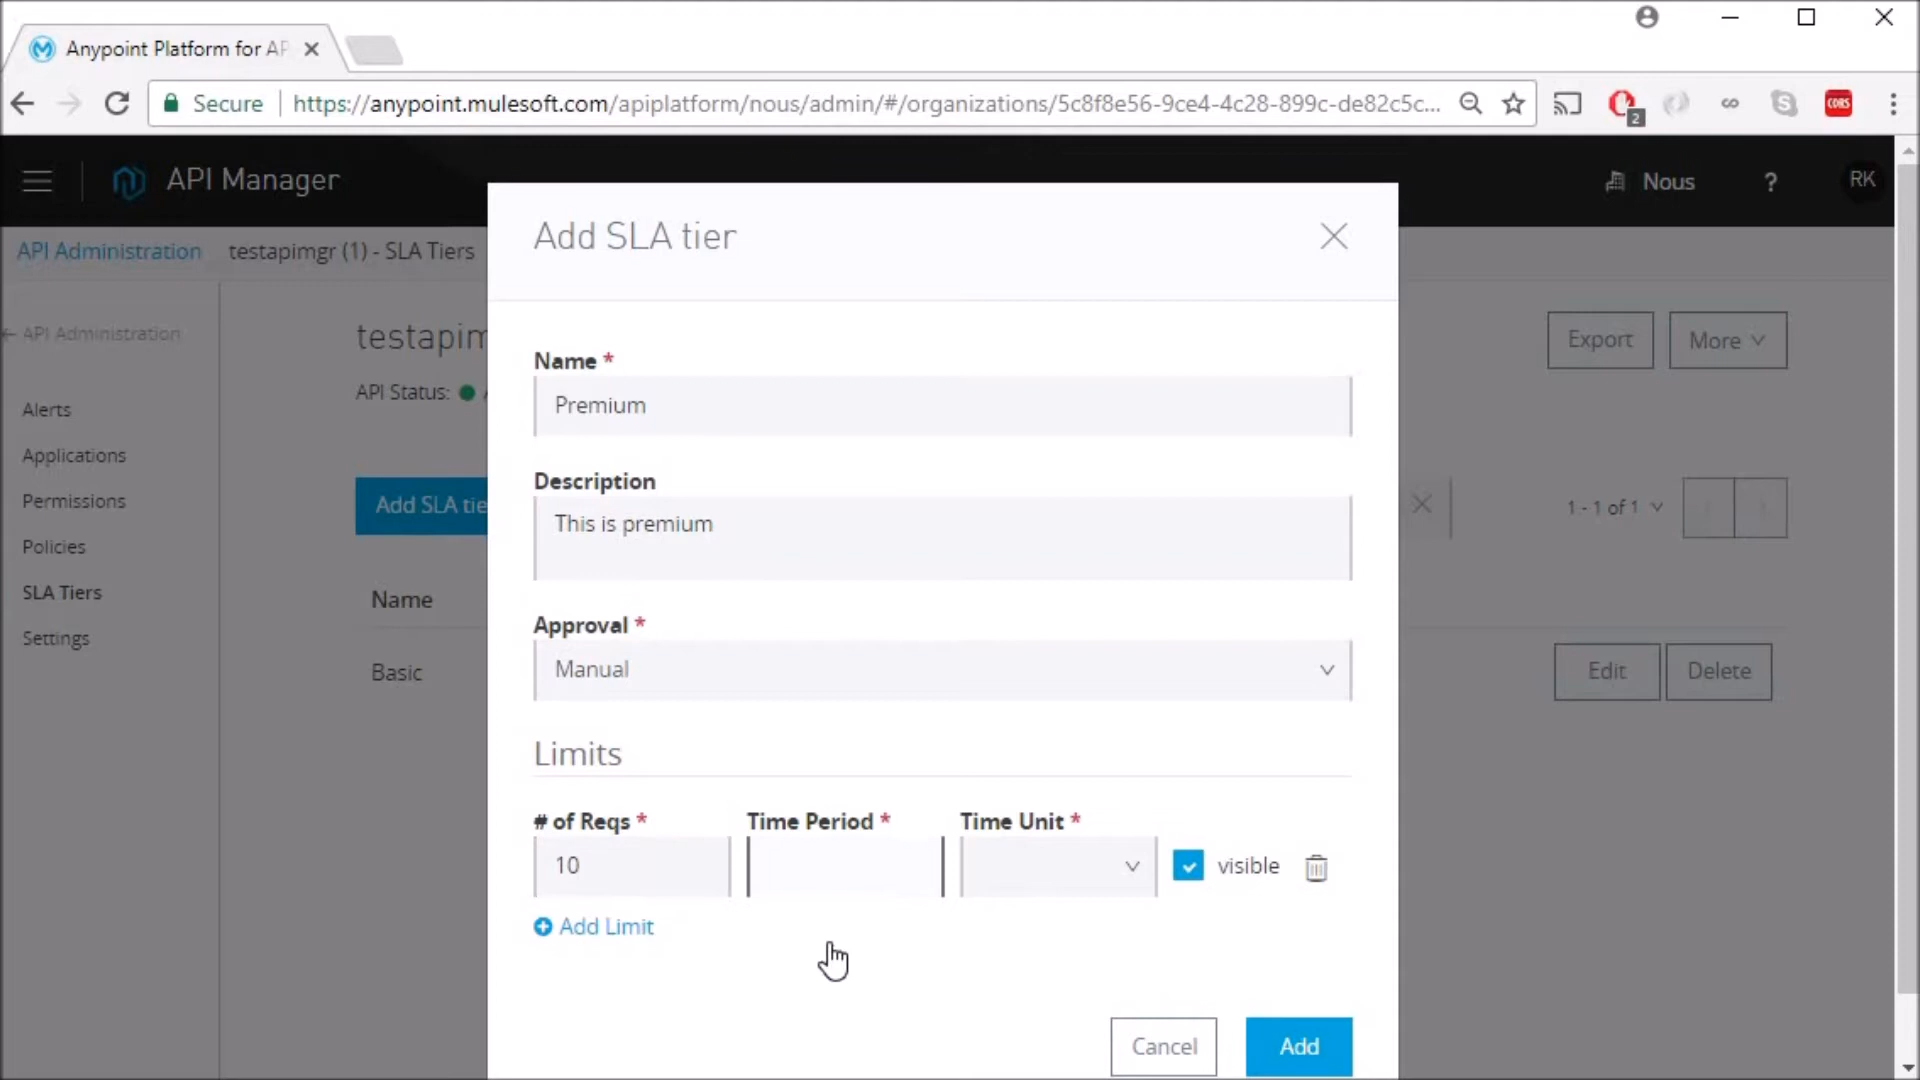 Anypoint Platform for AP
Secure https://anypoint.mulesoft.com/apiplatform/nous/admin/#/organizations/5c8f8e56-9ce4-4c28-899c-de82c5c...
2
CORS
API Manager
Nous
?
RK
API Administration
testapimgr (1) - SLA Tiers
API Administration
Alerts
Applications
Permissions
Policies
SLA Tiers
Settings
testapim
API Status:
Export
More
Add SLA tie
1 - 1 of 1
Name
Basic
Edit
Delete
Add SLA tier
Name *
Premium
Description
This is premium
Approval *
Manual
Limits
# of Reqs * Time Period * Time Unit *
10
visible
Add Limit
Cancel
Add